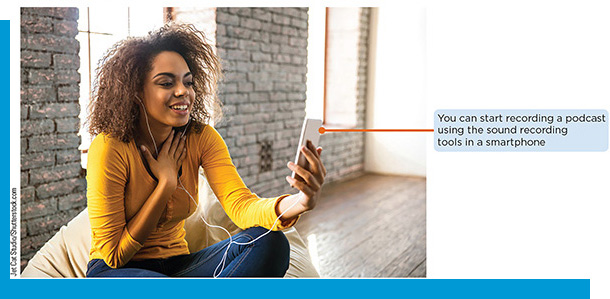 You can start recording a podcast
using the sound recording
tools in a smartphone
Jet Cat Studio/Shutterstock.com